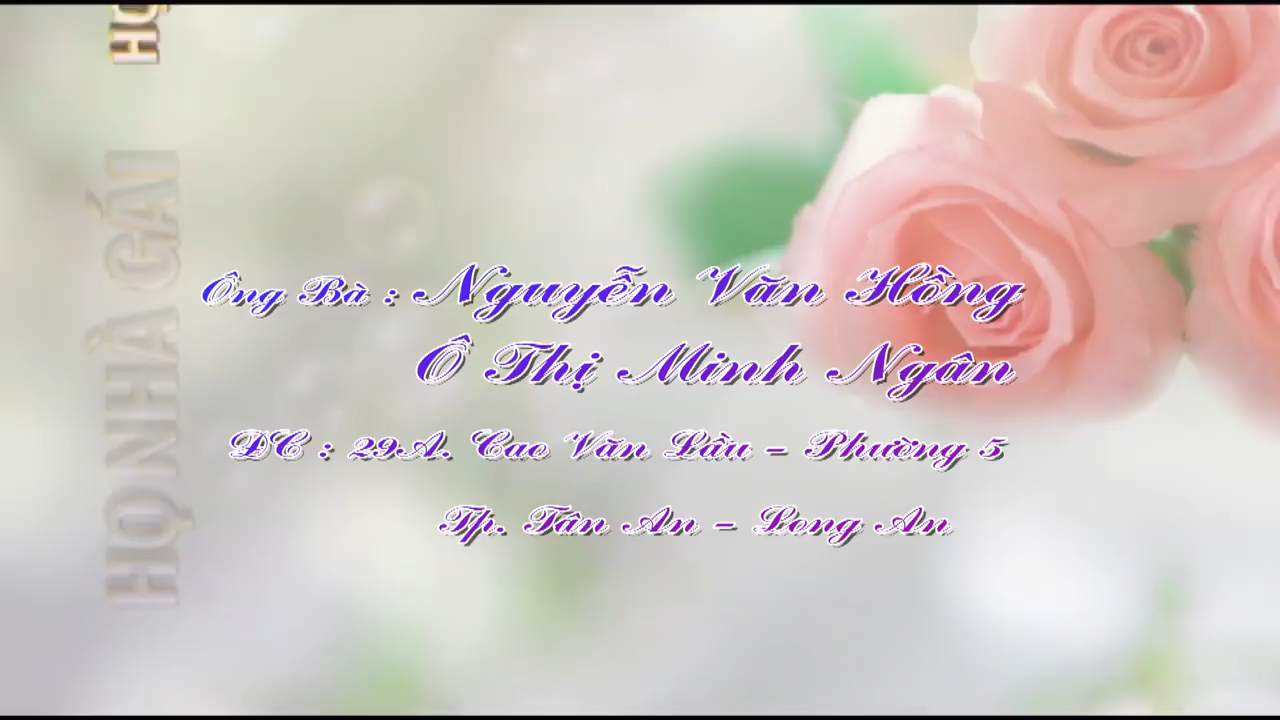 HỌ
HỌ NHÀ GÁI
Ông Bà : Nguyễn Văn Hồng
Ô Thị Minh Ngân
ĐC : 29A. Cao Văn Lầu - Phường 5
Tp. Tân An - Long An